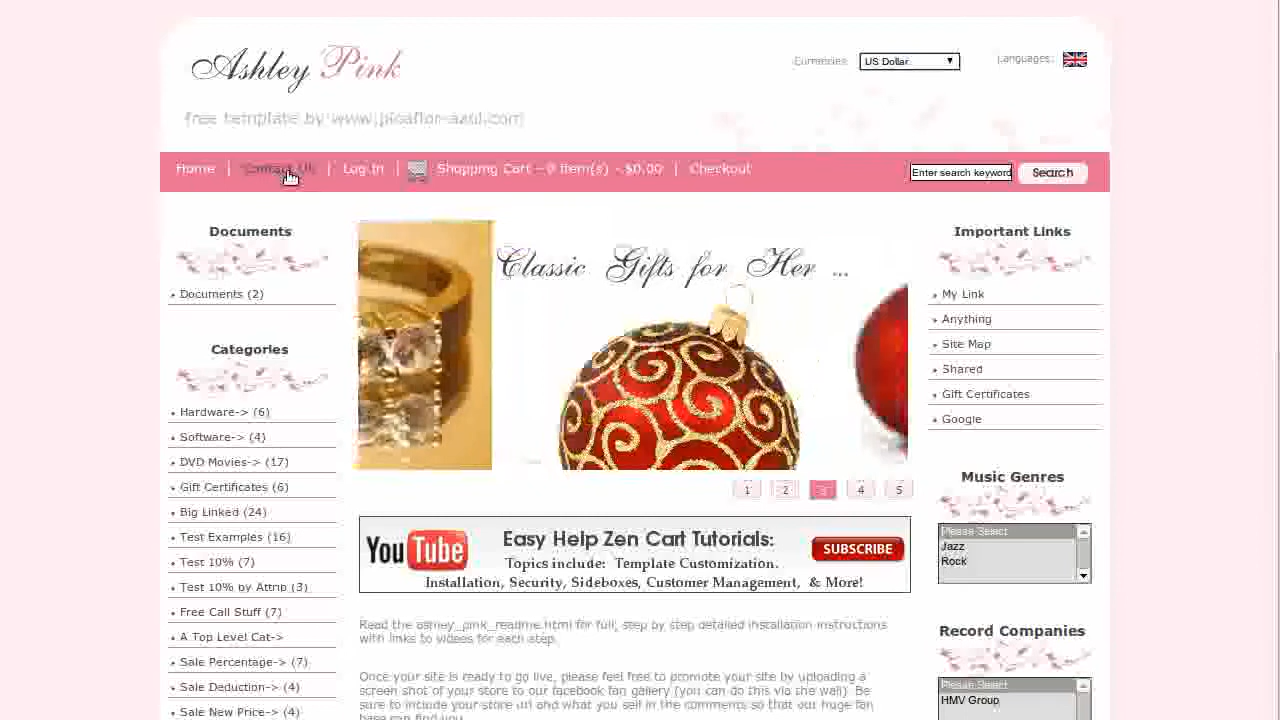 Ashley Pink
Currencies:
US Dollar
Languages:
free template by www.picaflor-azul.com
Home | Contact Us | Log In | Shopping Cart - 0 item(s) - $0.00 | Checkout
Enter search keyword
Search
Documents
Documents (2)
Categories
Hardware-> (6)
Software-> (4)
DVD Movies-> (17)
Gift Certificates (6)
Big Linked (24)
Test Examples (16)
Test 10% (7)
Test 10% by Attrib (3)
Free Call Stuff (7)
A Top Level Cat->
Sale Percentage-> (7)
Sale Deduction-> (4)
Sale New Price-> (4)
Classic Gifts for Her ...
1 2 3 4 5
YouTube
Easy Help Zen Cart Tutorials:
Topics include: Template Customization.
Installation, Security, Sideboxes, Customer Management, & More!
SUBSCRIBE
Read the ashley_pink_readme.html for full, step by step detailed installation instructions
with links to videos for each step.
Once your site is ready to go live, please feel free to promote your site by uploading a
screen shot of your store to our facebook fan gallery (you can do this via the wall). Be
sure to include your store url and what you sell in the comments so that our huge fan
base can find you.
Important Links
My Link
Anything
Site Map
Shared
Gift Certificates
Google
Music Genres
Please Select
Jazz
Rock
Record Companies
Please Select
HMV Group